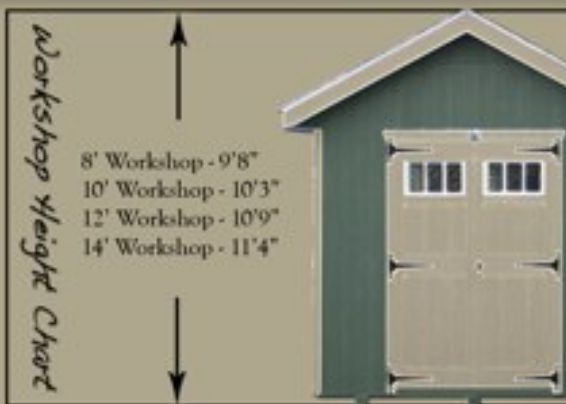 Workshop Height Chart
8' Workshop - 9'8"
10' Workshop - 10'3"
12' Workshop - 10'9"
14' Workshop - 11'4"